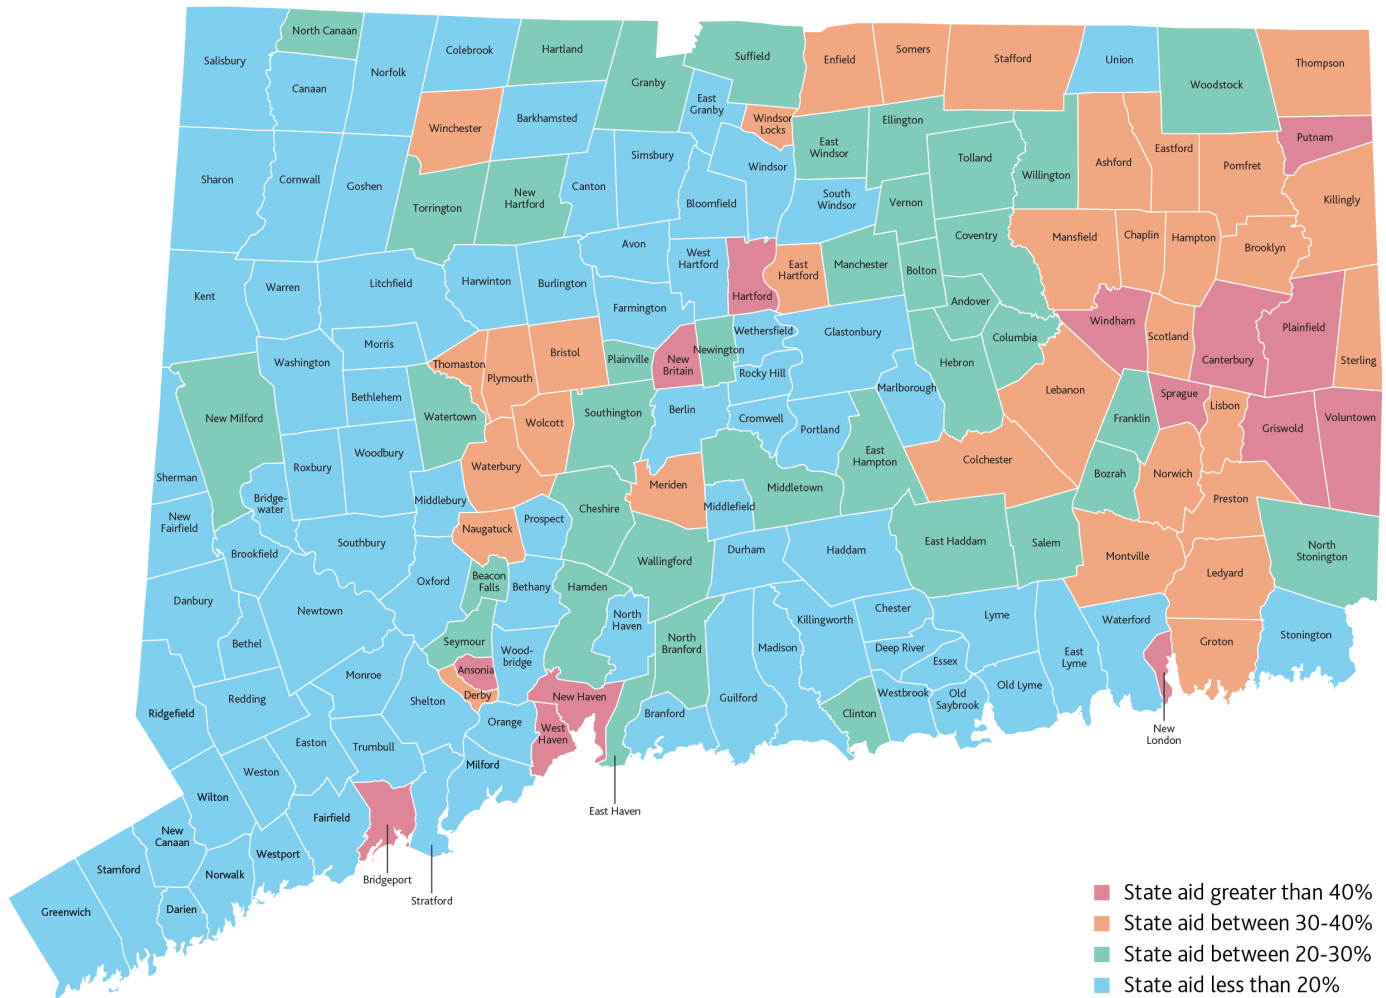 North Canaan
Colebrook
Hartland
Suffield
Enfield
Somers
Stafford
Union
Thompson
Salisbury
Norfolk
Canaan
Granby
East
Granby
Woodstock
Winchester
Barkhamsted
Windsor
Locks
Ellington
Putnam
East
Windsor
Tolland
Willington
Ashford
Eastford
Pomfret
Killingly
Sharon
Cornwall
Goshen
Canton
Simsbury
Windsor
Torrington
New
Hartford
Bloomfield
South
Windsor
Vernon
Coventry
Mansfield
Chaplin
Hampton
Brooklyn
Avon
West
Hartford
East
Hartford
Manchester
Bolton
Kent
Warren
Litchfield
Harwinton
Burlington
Farmington
Hartford
Andover
Windham
Scotland
Canterbury
Plainfield
Sterling
Washington
Morris
Thomaston
Plymouth
Bristol
Plainville
New
Britain
Newington
Wethersfield
Glastonbury
Rocky Hill
Marlborough
Hebron
Columbia
Lebanon
Bethlehem
New Milford
Watertown
Wolcott
Southington
Berlin
Cromwell
Portland
East
Hampton
Colchester
Franklin
Sprague
Lisbon
Griswold
Voluntown
Sherman
Roxbury
Woodbury
Waterbury
Meriden
Middletown
Bozrah
Norwich
Preston
New
Fairfield
Bridge-
water
Middlebury
Naugatuck
Prospect
Cheshire
Middlefield
Brookfield
Southbury
Oxford
Beacon
Falls
Bethany
Wallingford
Durham
Haddam
East Haddam
Salem
Montville
Ledyard
North
Stonington
Danbury
Bethel
Newtown
Seymour
Hamden
North
Haven
North
Branford
Killingworth
Chester
Lyme
Waterford
Groton
Stonington
Deep River
Essex
East
Lyme
Wood-
bridge
Madison
Monroe
Ansonia
Derby
Shelton
Redding
Ridgefield
New Haven
West
Haven
Orange
Branford
Guilford
Clinton
Westbrook
Old
Saybrook
Old Lyme
New
London
Easton
Trumbull
Weston
Milford
Wilton
Fairfield
East Haven
New
Canaan
Westport
Stamford
Norwalk
Bridgeport
Stratford
Greenwich
Darien
State aid greater than 40%
State aid between 30-40%
State aid between 20-30%
State aid less than 20%